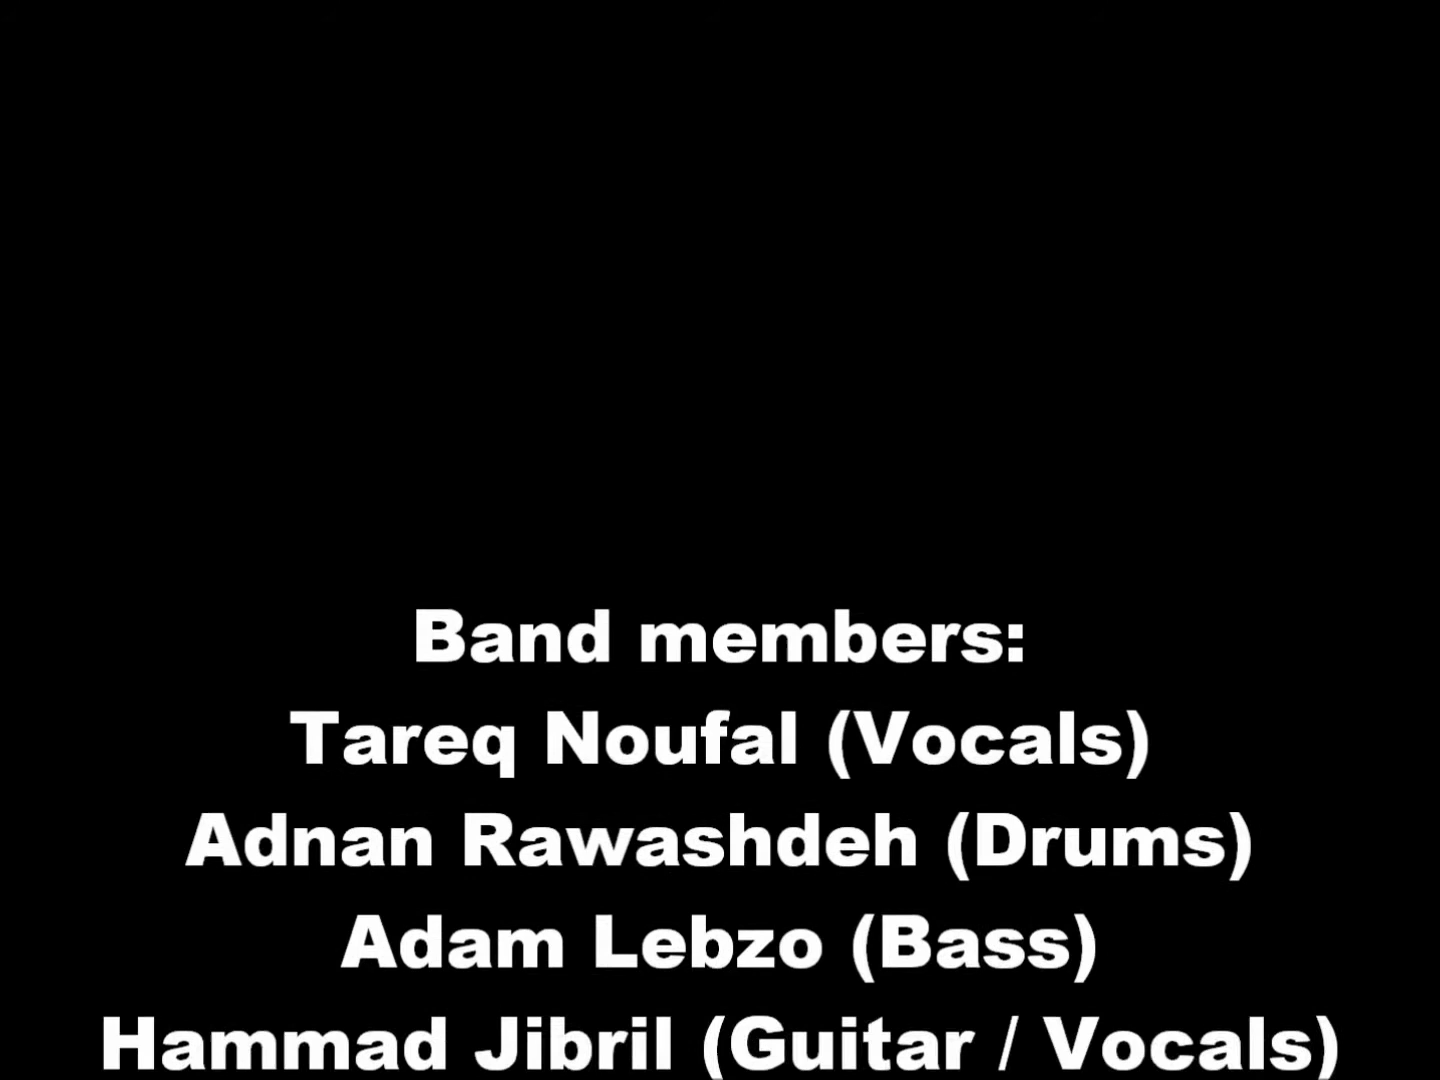 Band members:
Tareq Noufal (Vocals)
Adnan Rawashdeh (Drums)
Adam Lebzo (Bass)
Hammad Jibril (Guitar / Vocals)